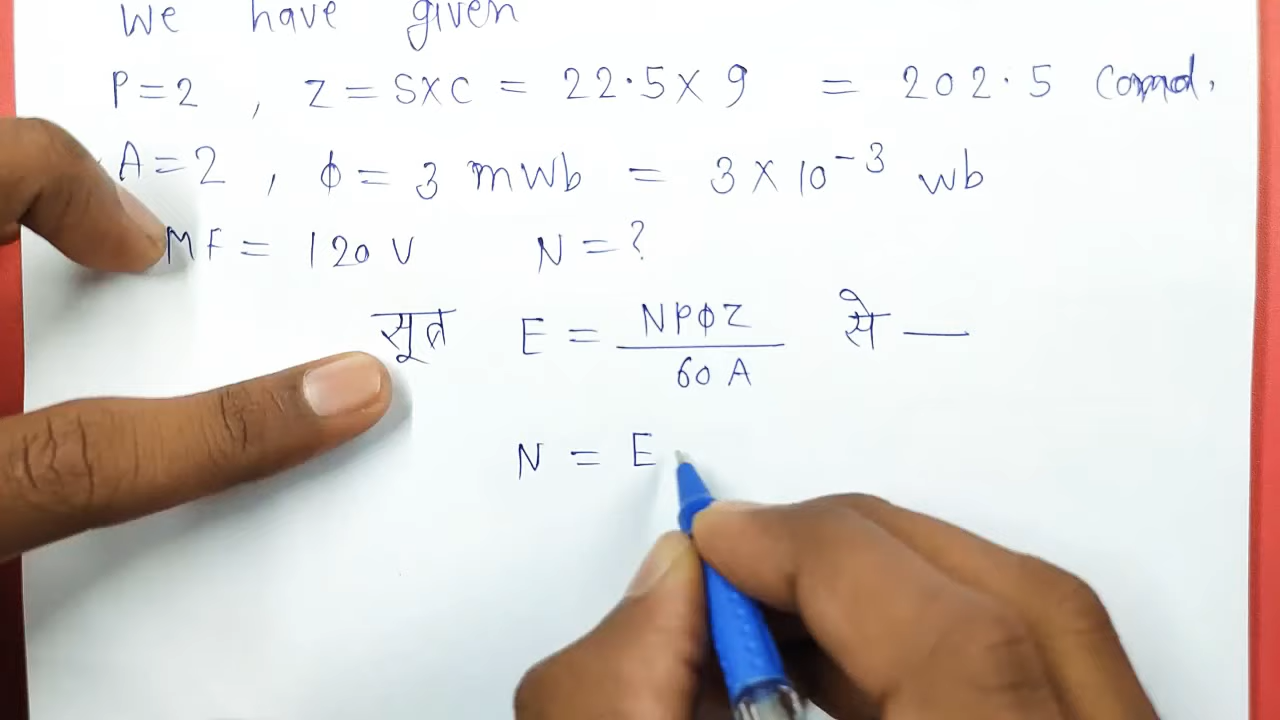 We have given
P = 2 , Z = S X C = 22.5 X 9 = 202.5 Cond.
A = 2 , ϕ = 3 mwb = 3 X 10⁻³ wb
MF = 120 V N = ?
सूत्र E = NPϕZ / 60 A से —
N = E